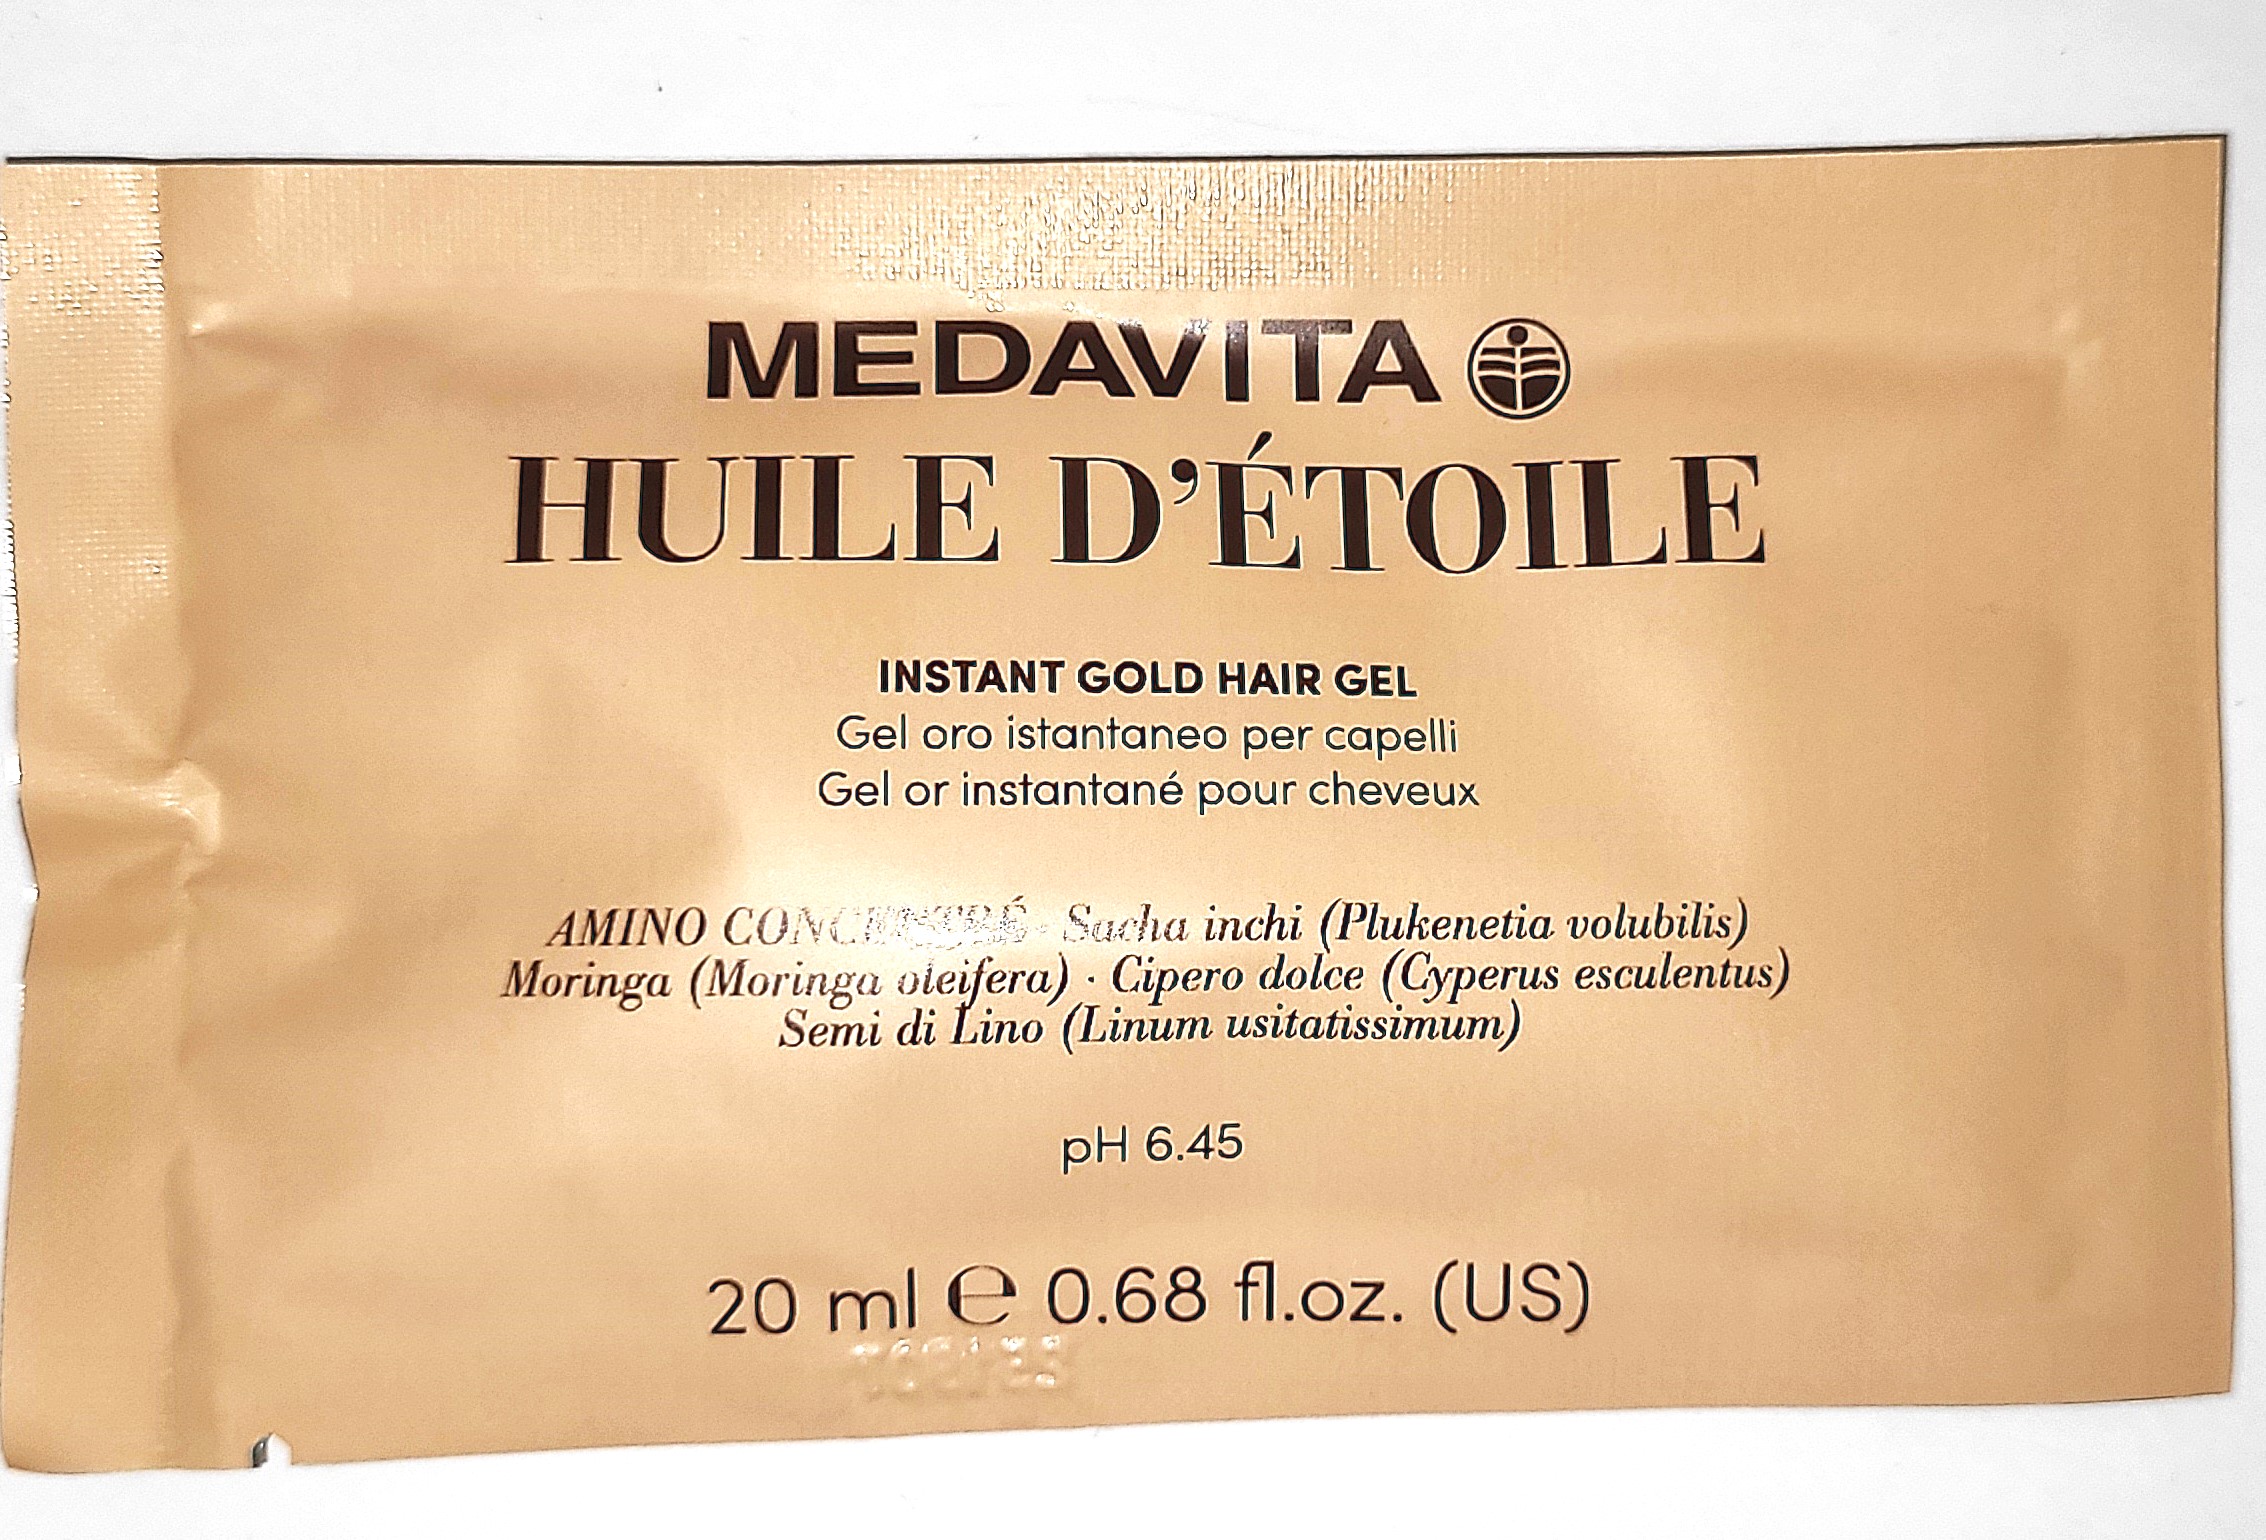 MEDAVITA
HUILE D'ÉTOILE
INSTANT GOLD HAIR GEL
Gel oro istantaneo per capelli
Gel or instantané pour cheveux
AMINO CONCENTRÉ · Sacha inchi (Plukenetia volubilis)
Moringa (Moringa oleifera) · Cipero dolce (Cyperus esculentus)
Semi di Lino (Linum usitatissimum)
pH 6.45
20 ml ℮ 0.68 fl.oz. (US)